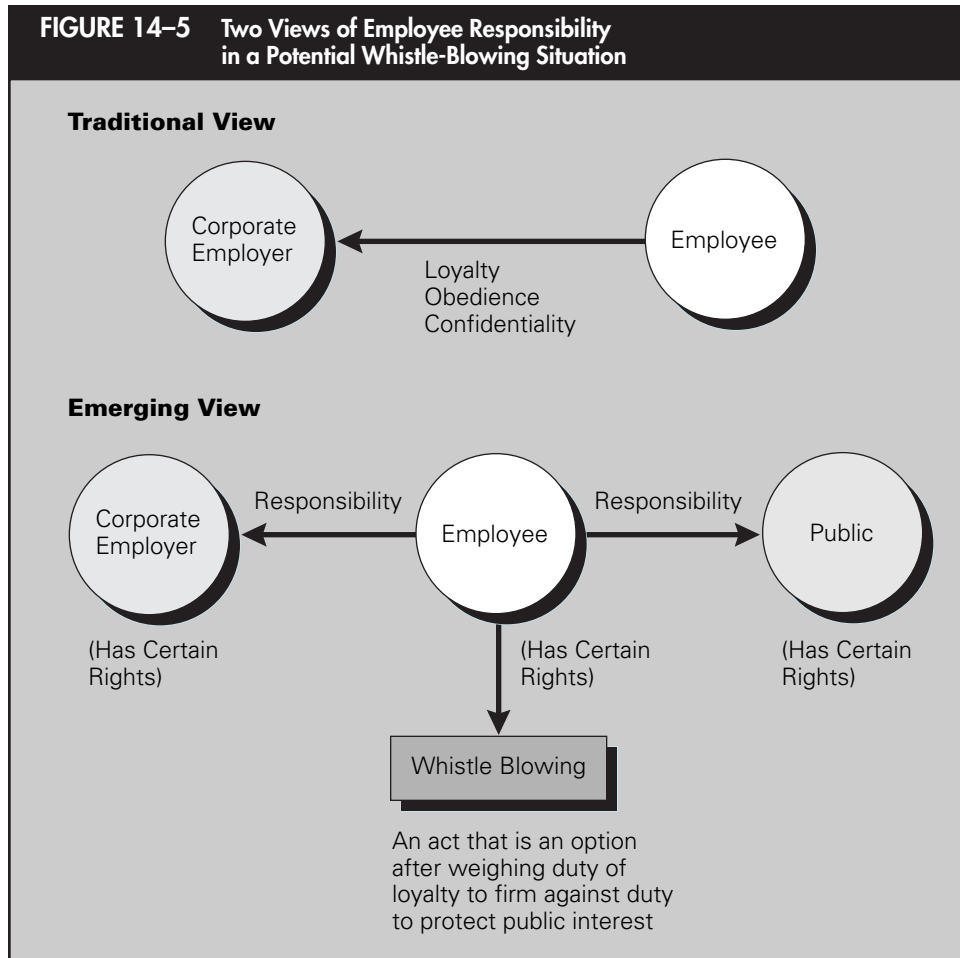 FIGURE 14–5 Two Views of Employee Responsibility
in a Potential Whistle-Blowing Situation
Traditional View
Corporate
Employer
Employee
Loyalty
Obedience
Confidentiality
Emerging View
Corporate
Employer
Responsibility
Employee
Responsibility
Public
(Has Certain
Rights)
(Has Certain
Rights)
(Has Certain
Rights)
Whistle Blowing
An act that is an option
after weighing duty of
loyalty to firm against duty
to protect public interest